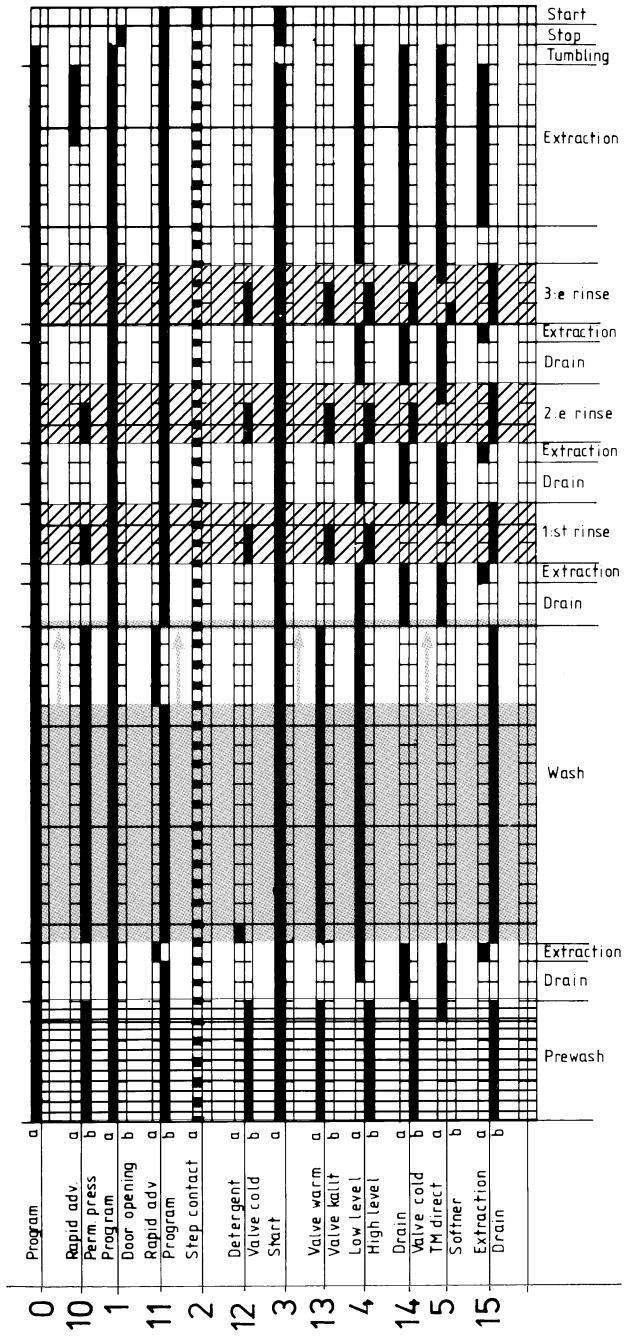 Start
Stop
Tumbling
Extraction
3:e rinse
Extraction
Drain
2:e rinse
Extraction
Drain
1:st rinse
Extraction
Drain
Wash
Extraction
Drain
Prewash
0 Program a
10 Rapid adv. a
Perm. press b
1 Program a
Door opening b
11 Rapid adv a
Program b
2 Step contact a
12 Detergent a
Valve cold b
3 Start a
13 Valve warm a
Valve kallt b
4 Low level a
High level b
14 Drain a
Valve cold b
5 TM direct a
Softner b
15 Extraction a
Drain b